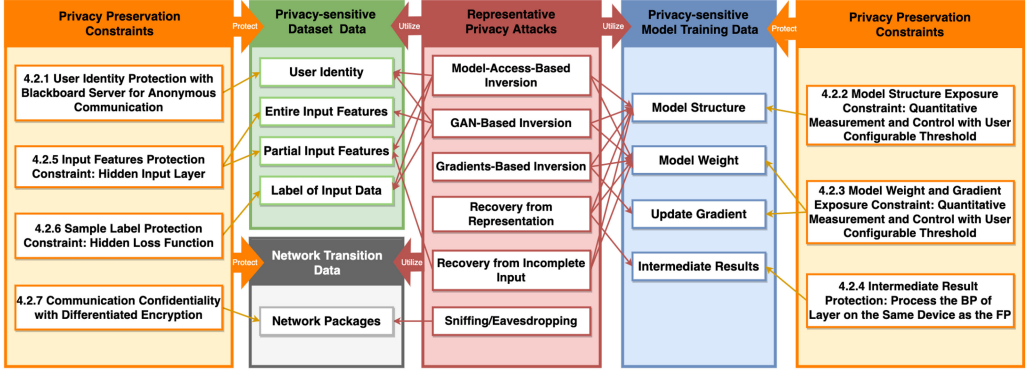 Privacy Preservation
Constraints
Protect
4.2.1 User Identity Protection with
Blackboard Server for Anonymous
Communication
4.2.5 Input Features Protection
Constraint: Hidden Input Layer
4.2.6 Sample Label Protection
Constraint: Hidden Loss Function
Protect
4.2.7 Communication Confidentiality
with Differentiated Encryption
Privacy-sensitive
Dataset  Data
User Identity
Entire Input Features
Partial Input Features
Label of Input Data
Network Transition
Data
Network Packages
Utilize
Utilize
Representative
Privacy Attacks
Model-Access-Based
Inversion
GAN-Based Inversion
Gradients-Based Inversion
Recovery from
Representation
Recovery from Incomplete
Input
Sniffing/Eavesdropping
Utilize
Privacy-sensitive
Model Training Data
Model Structure
Model Weight
Update Gradient
Intermediate Results
Protect
Privacy Preservation
Constraints
4.2.2 Model Structure Exposure
Constraint: Quantitative
Measurement and Control with User
Configurable Threshold
4.2.3 Model Weight and Gradient
Exposure Constraint: Quantitative
Measurement and Control with User
Configurable Threshold
4.2.4 Intermediate Result
Protection: Process the BP of
Layer on the Same Device as the FP